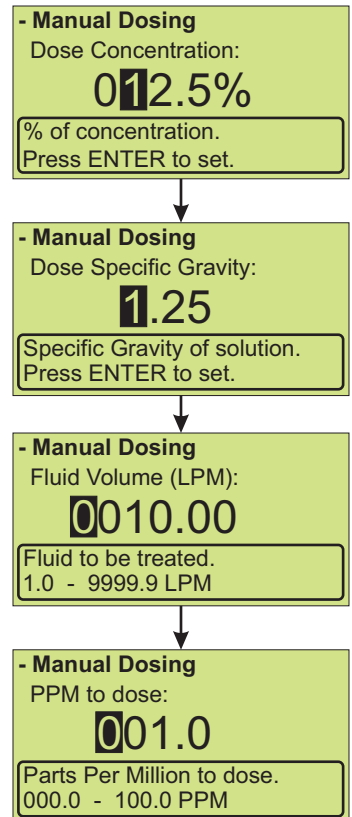 - Manual Dosing
Dose Concentration:
012.5%
% of concentration.
Press ENTER to set.
- Manual Dosing
Dose Specific Gravity:
1.25
Specific Gravity of solution.
Press ENTER to set.
- Manual Dosing
Fluid Volume (LPM):
0010.00
Fluid to be treated.
1.0 - 9999.9 LPM
- Manual Dosing
PPM to dose:
001.0
Parts Per Million to dose.
000.0 - 100.0 PPM